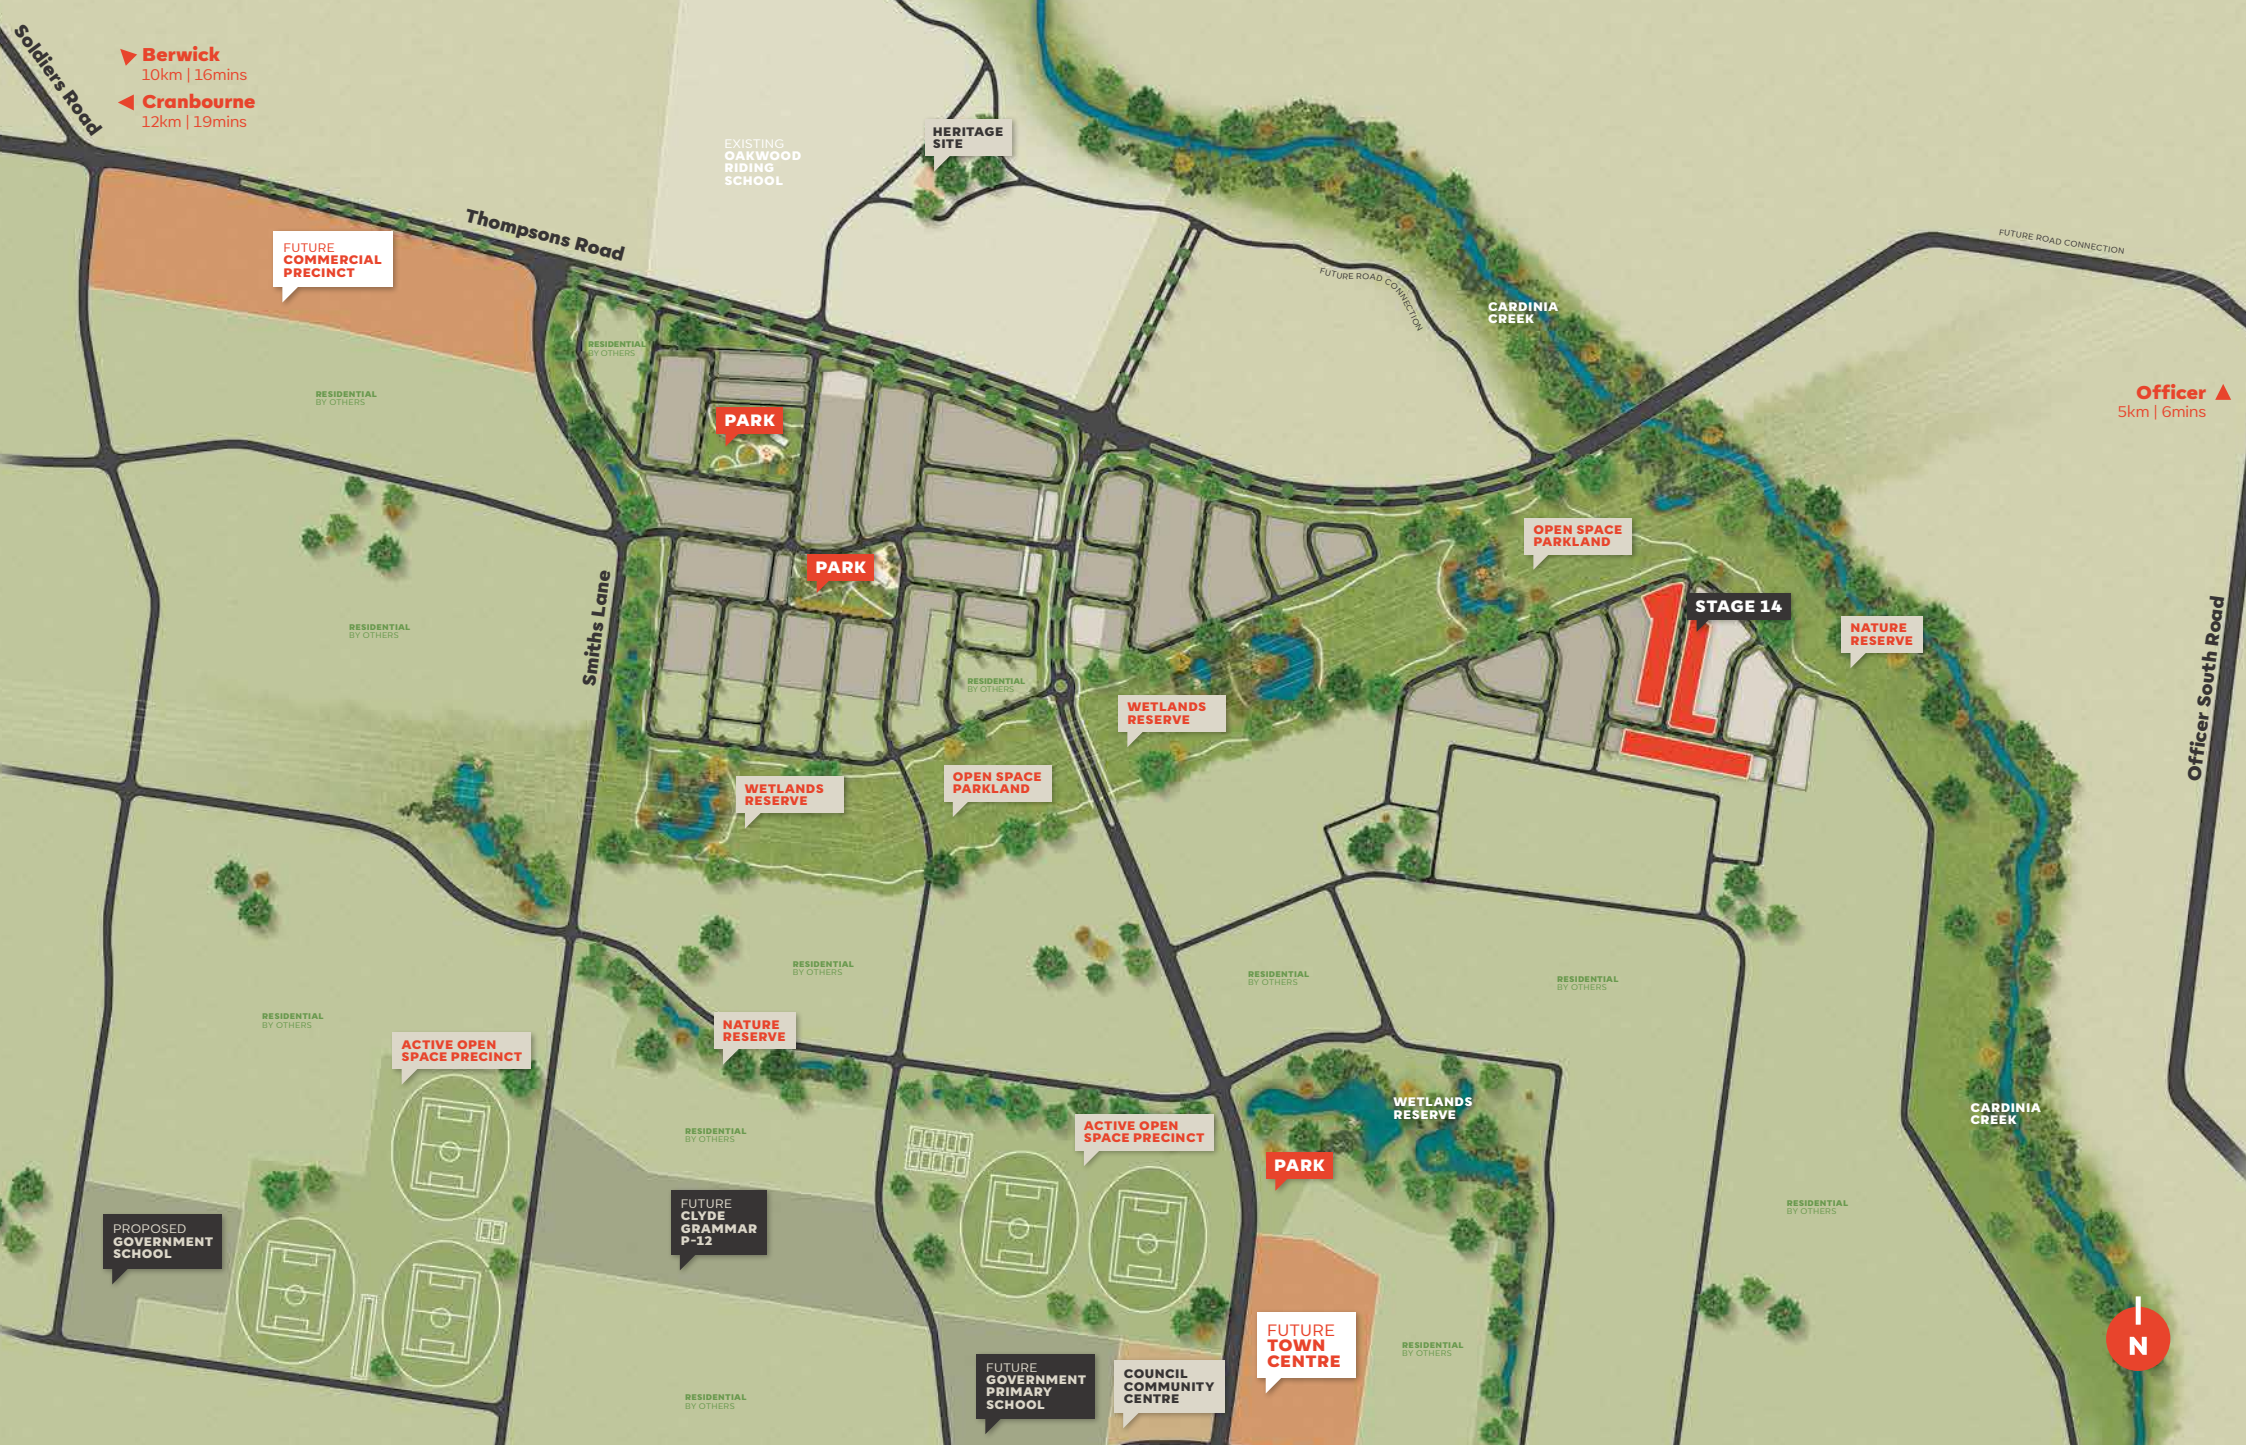 Soldiers Road
Berwick
10km | 16mins
Cranbourne
12km | 19mins
EXISTING
OAKWOOD
RIDING
SCHOOL
HERITAGE
SITE
Thompsons Road
FUTURE
COMMERCIAL
PRECINCT
FUTURE ROAD CONNECTION
FUTURE ROAD CONNECTION
CARDINIA
CREEK
RESIDENTIAL
BY OTHERS
RESIDENTIAL
BY OTHERS
Officer
5km | 6mins
PARK
OPEN SPACE
PARKLAND
PARK
STAGE 14
RESIDENTIAL
BY OTHERS
Smiths Lane
NATURE
RESERVE
Officer South Road
RESIDENTIAL
BY OTHERS
WETLANDS
RESERVE
OPEN SPACE
PARKLAND
WETLANDS
RESERVE
RESIDENTIAL
BY OTHERS
RESIDENTIAL
BY OTHERS
RESIDENTIAL
BY OTHERS
RESIDENTIAL
BY OTHERS
NATURE
RESERVE
ACTIVE OPEN
SPACE PRECINCT
WETLANDS
RESERVE
CARDINIA
CREEK
RESIDENTIAL
BY OTHERS
ACTIVE OPEN
SPACE PRECINCT
PARK
PROPOSED
GOVERNMENT
SCHOOL
FUTURE
CLYDE
GRAMMAR
P-12
RESIDENTIAL
BY OTHERS
FUTURE
TOWN
CENTRE
RESIDENTIAL
BY OTHERS
N
FUTURE
GOVERNMENT
PRIMARY
SCHOOL
COUNCIL
COMMUNITY
CENTRE
RESIDENTIAL
BY OTHERS